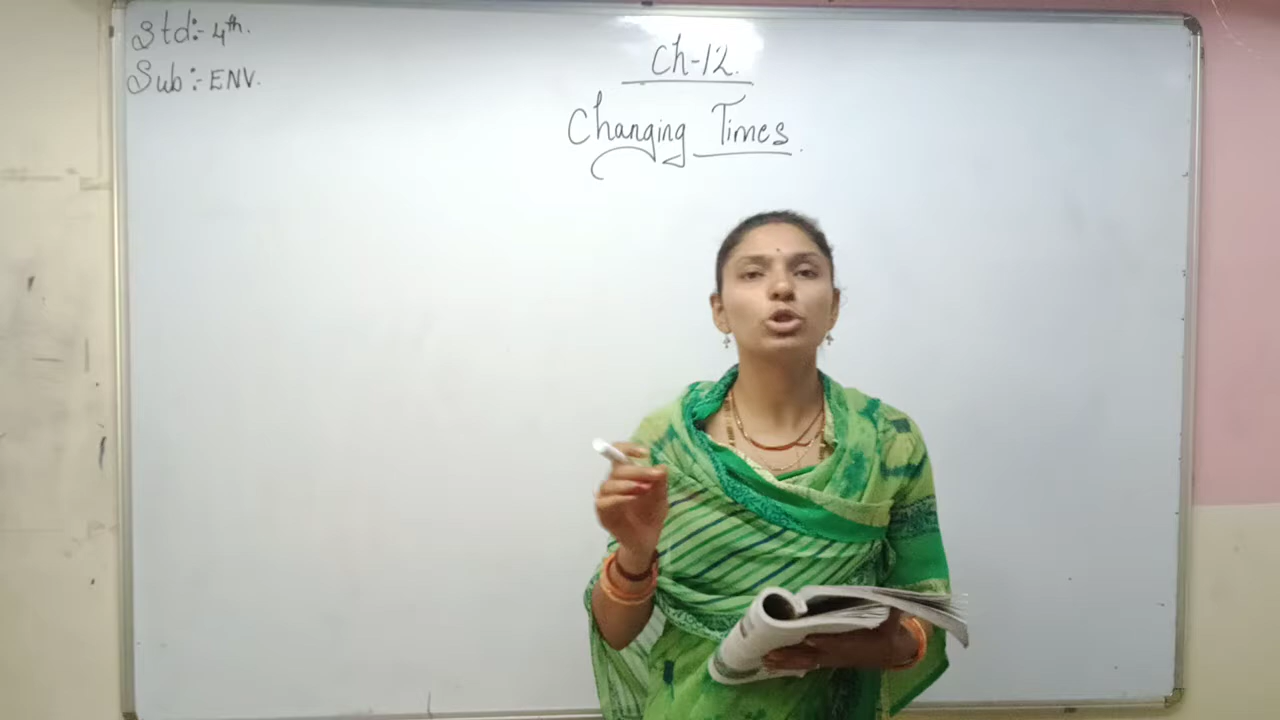 Std:- 4th.
Sub:- ENV.
Ch-12.
Changing Times.